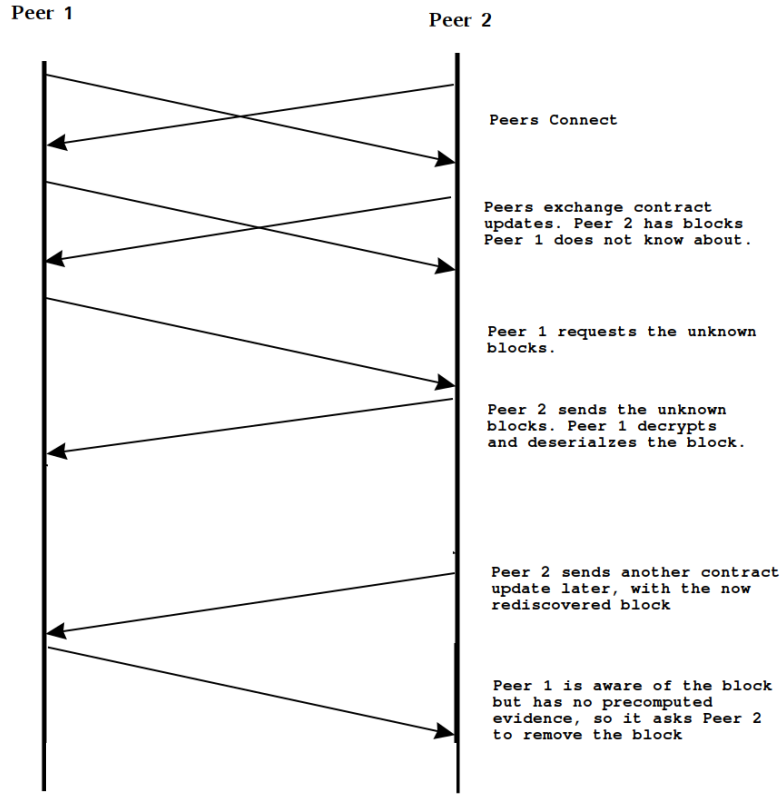 Peer 1
Peer 2
Peers Connect
Peers exchange contract
updates. Peer 2 has blocks
Peer 1 does not know about.
Peer 1 requests the unknown
blocks.
Peer 2 sends the unknown
blocks. Peer 1 decrypts
and deserialzes the block.
Peer 2 sends another contract
update later, with the now
rediscovered block
Peer 1 is aware of the block
but has no precomputed
evidence, so it asks Peer 2
to remove the block